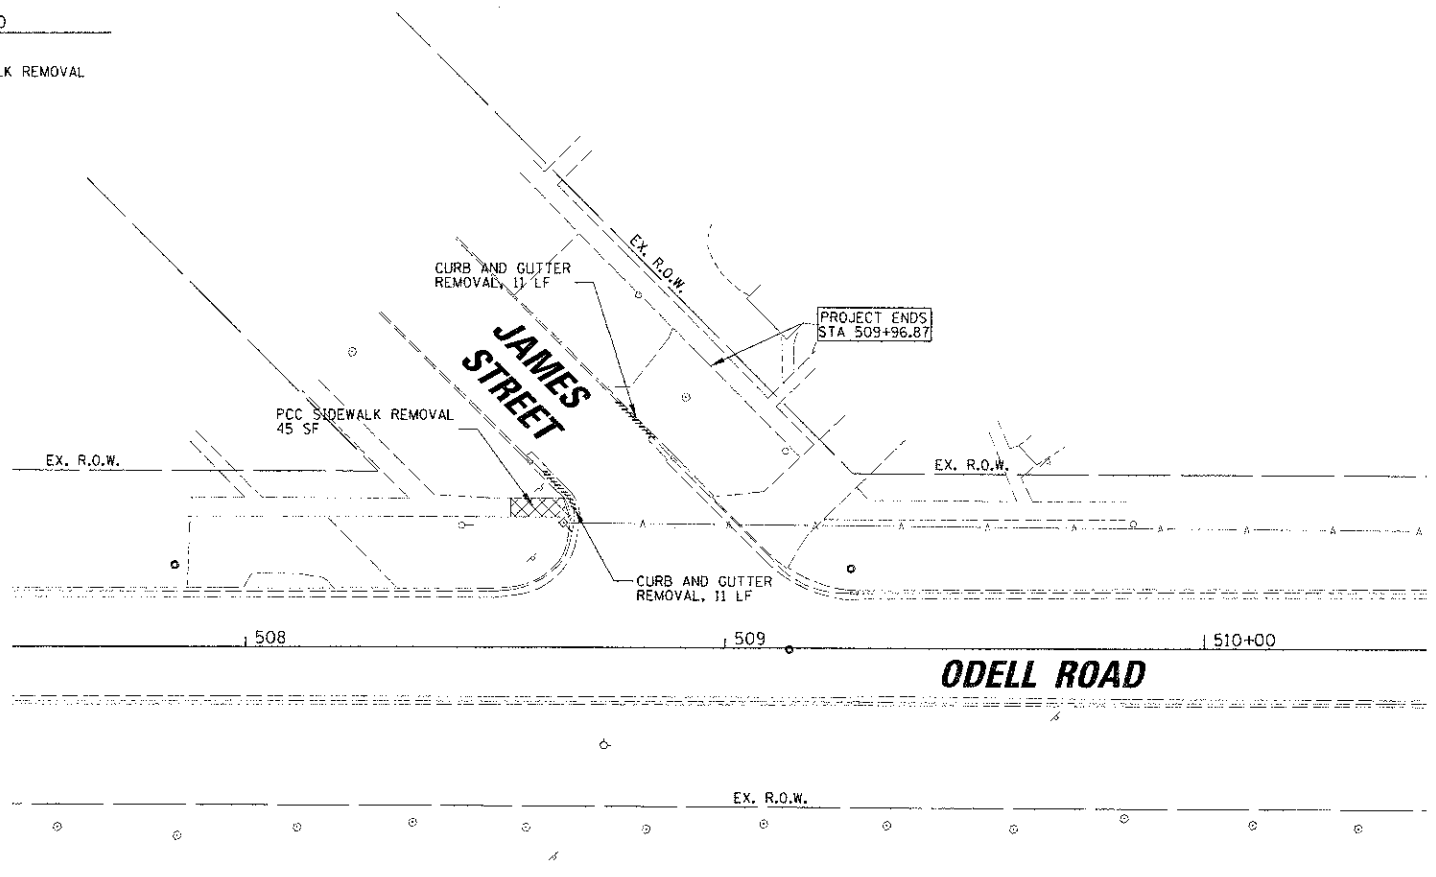 REMOVAL
EX. R.O.W.
CURB AND GUTTER
REMOVAL, 11 LF
PROJECT ENDS
STA 509+96.87
JAMES
STREET
PCC SIDEWALK REMOVAL
45 SF
EX. R.O.W.
EX. R.O.W.
CURB AND GUTTER
REMOVAL, 11 LF
508
509
510+00
ODELL ROAD
EX. R.O.W.